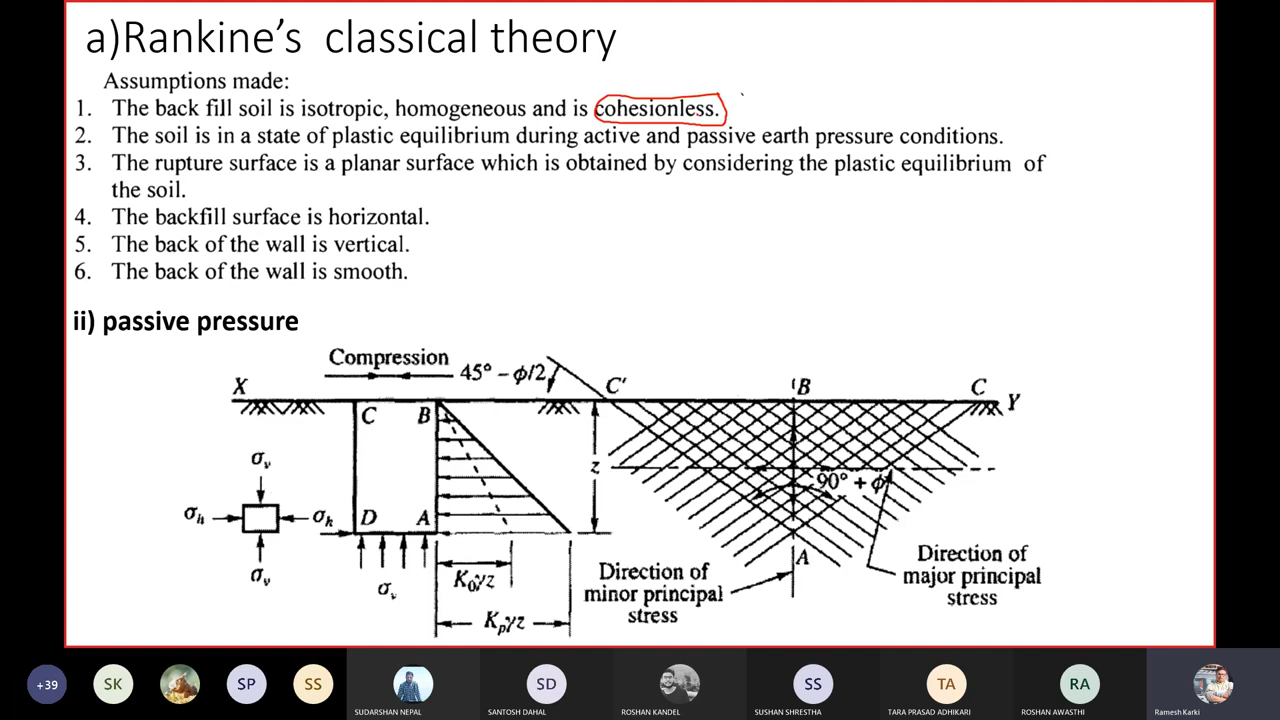 a)Rankine's classical theory
Assumptions made:
1. The back fill soil is isotropic, homogeneous and is cohesionless.
2. The soil is in a state of plastic equilibrium during active and passive earth pressure conditions.
3. The rupture surface is a planar surface which is obtained by considering the plastic equilibrium of
the soil.
4. The backfill surface is horizontal.
5. The back of the wall is vertical.
6. The back of the wall is smooth.
ii) passive pressure
Compression
45° − ϕ/2
X
C
B
C'
B
C
Y
z
σv
σh
σh
D
A
σv
90° + ϕ
A
K0γz
σv
Kpγz
Direction of
minor principal
stress
Direction of
major principal
stress
+39
SK
SP
SS
SD
SS
TA
RA
SUDARSHAN NEPAL
SANTOSH DAHAL
ROSHAN KANDEL
SUSHAN SHRESTHA
TARA PRASAD ADHIKARI
ROSHAN AWASTHI
Ramesh Karki